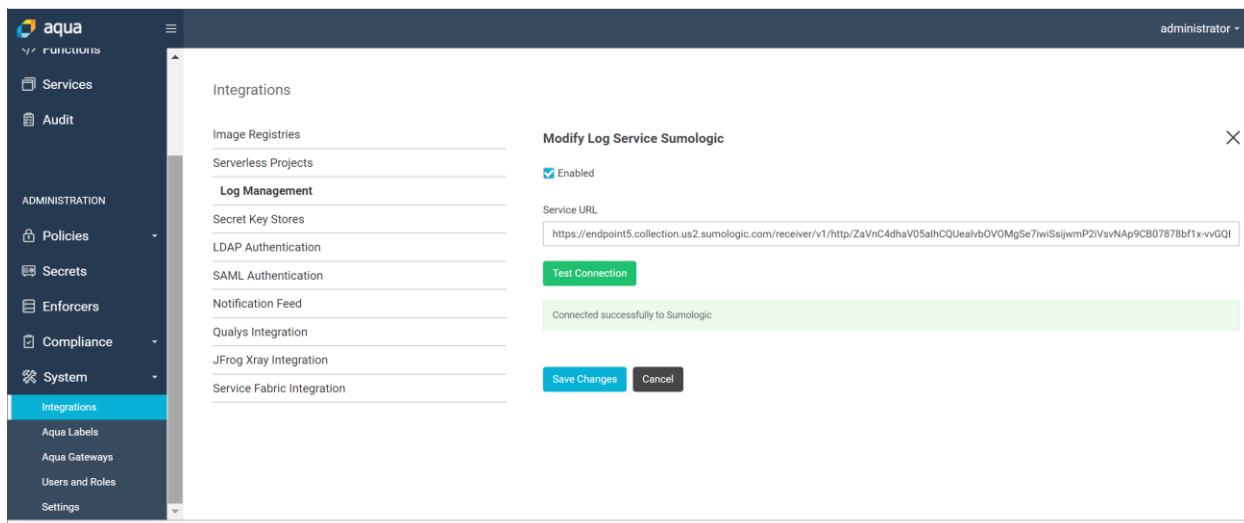 aqua
administrator
Functions
Services
Audit
ADMINISTRATION
Policies
Secrets
Enforcers
Compliance
System
Integrations
Aqua Labels
Aqua Gateways
Users and Roles
Settings
Integrations
Image Registries
Serverless Projects
Log Management
Secret Key Stores
LDAP Authentication
SAML Authentication
Notification Feed
Qualys Integration
JFrog Xray Integration
Service Fabric Integration
Modify Log Service Sumologic
Enabled
Service URL
https://endpoint5.collection.us2.sumologic.com/receiver/v1/http/ZaVnC4dhaV05alhCQUealvbOVOMgSe7iwiSsijwmP2iVsvNAp9CB07878bf1x-vvGQI
Test Connection
Connected successfully to Sumologic
Save Changes
Cancel